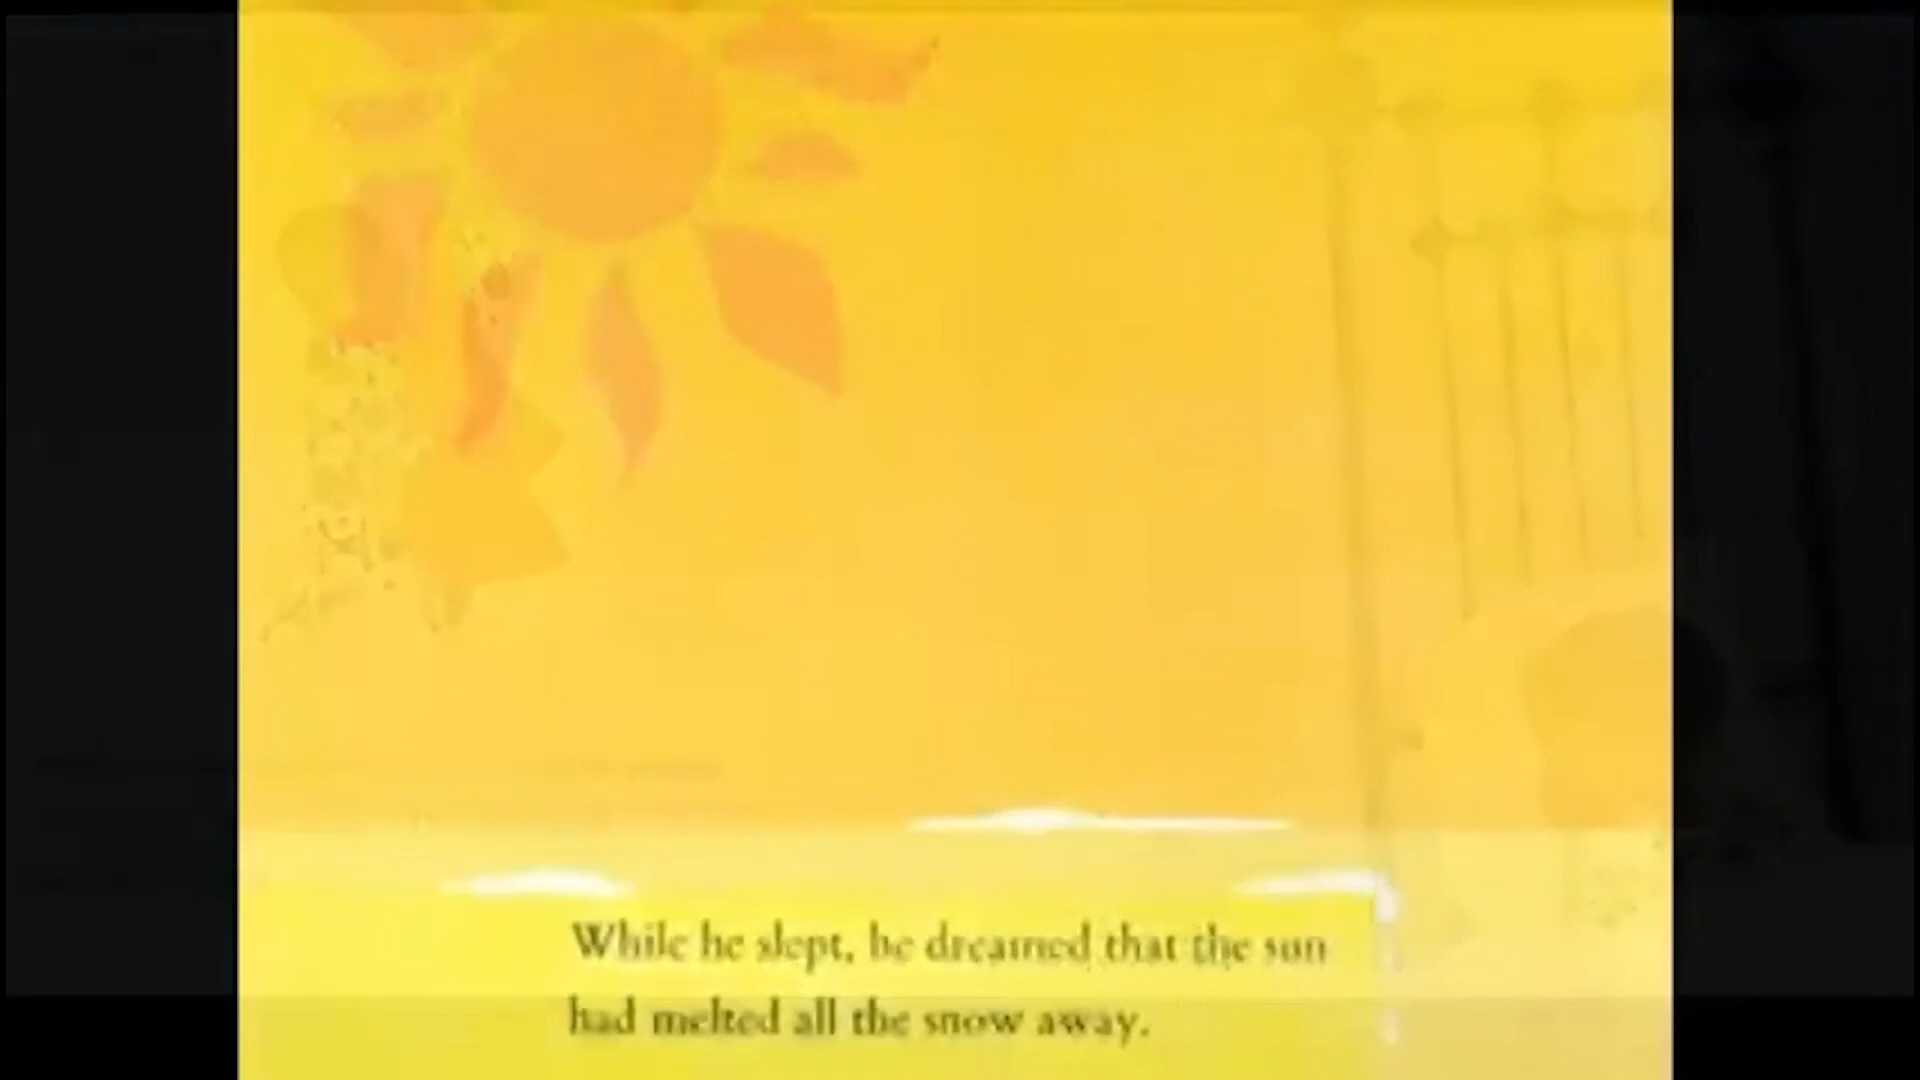 While he slept, he dreamed that the sun
had melted all the snow away.